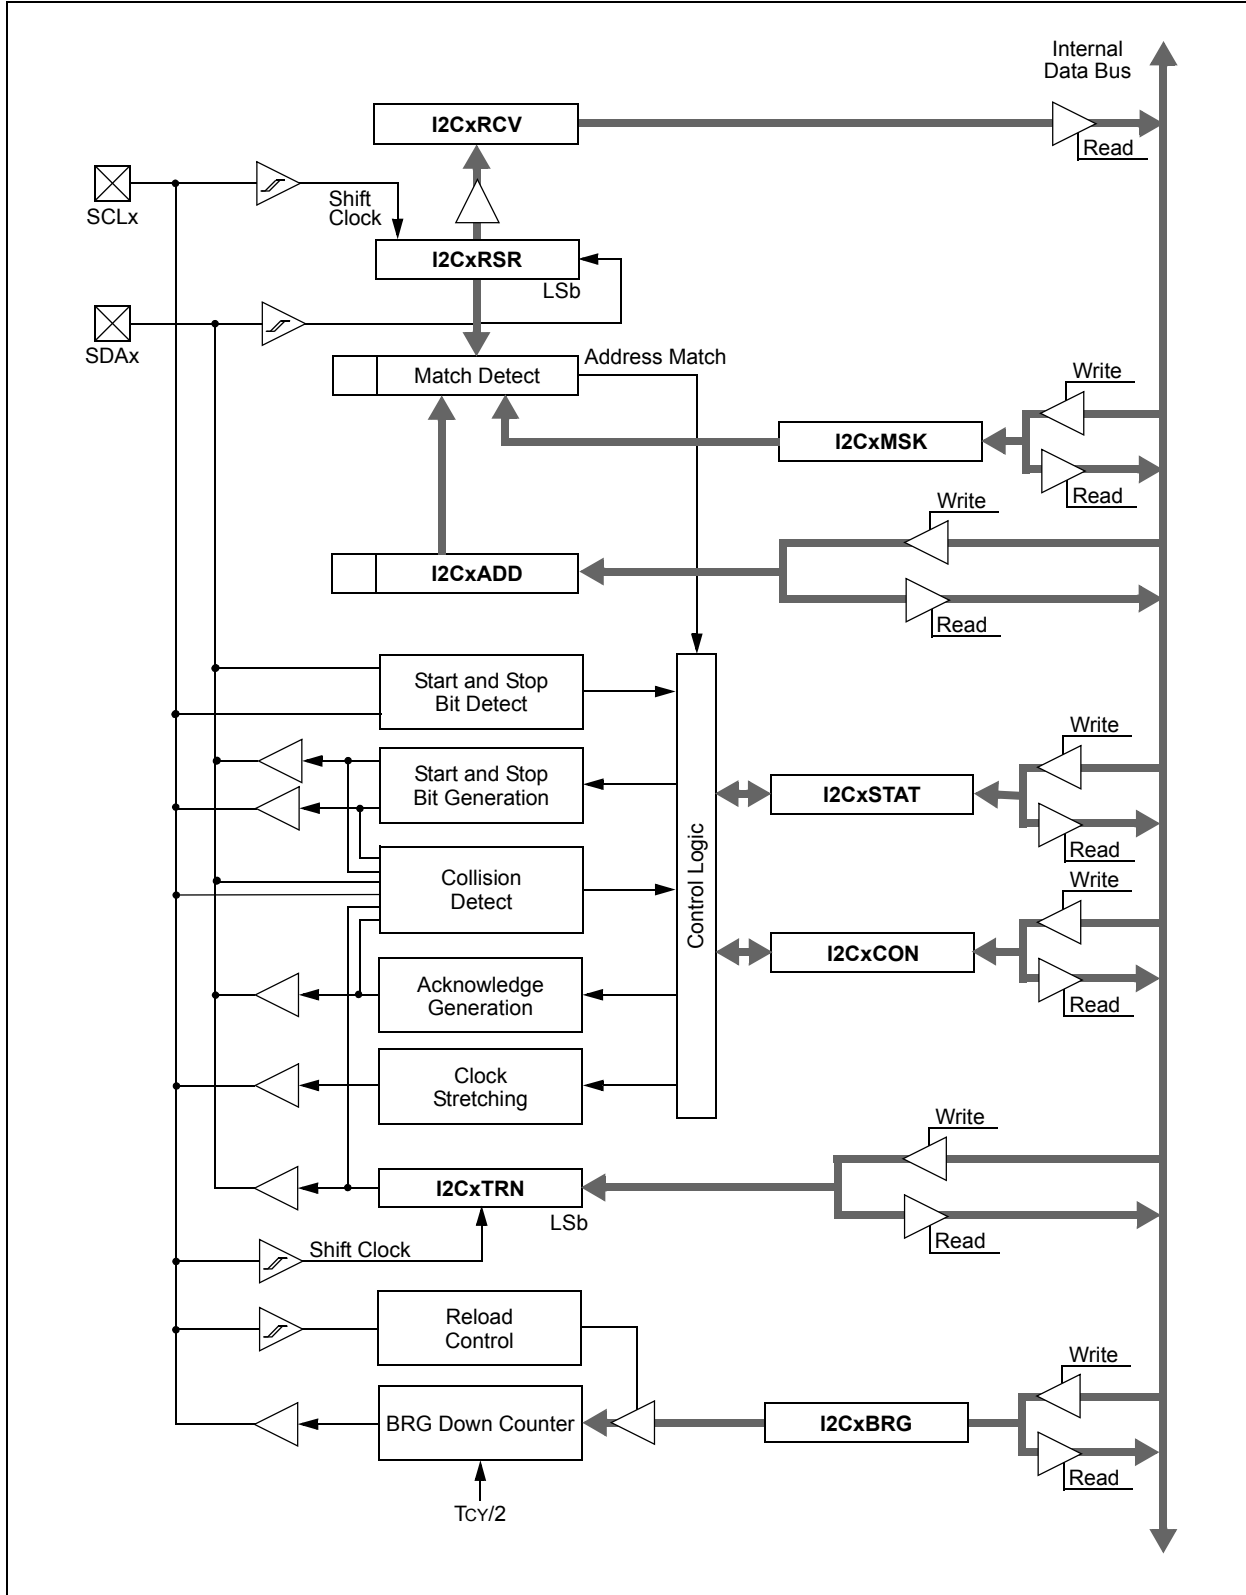 Internal
Data Bus
I2CxRCV
Read
SCLx
Shift
Clock
I2CxRSR
LSb
SDAx
Match Detect
Address Match
Write
I2CxMSK
Read
Write
I2CxADD
Read
Start and Stop
Bit Detect
Start and Stop
Bit Generation
Control Logic
Write
I2CxSTAT
Read
Collision
Detect
Write
I2CxCON
Read
Acknowledge
Generation
Clock
Stretching
Write
I2CxTRN
LSb
Read
Shift Clock
Reload
Control
Write
BRG Down Counter
I2CxBRG
Read
TCY/2